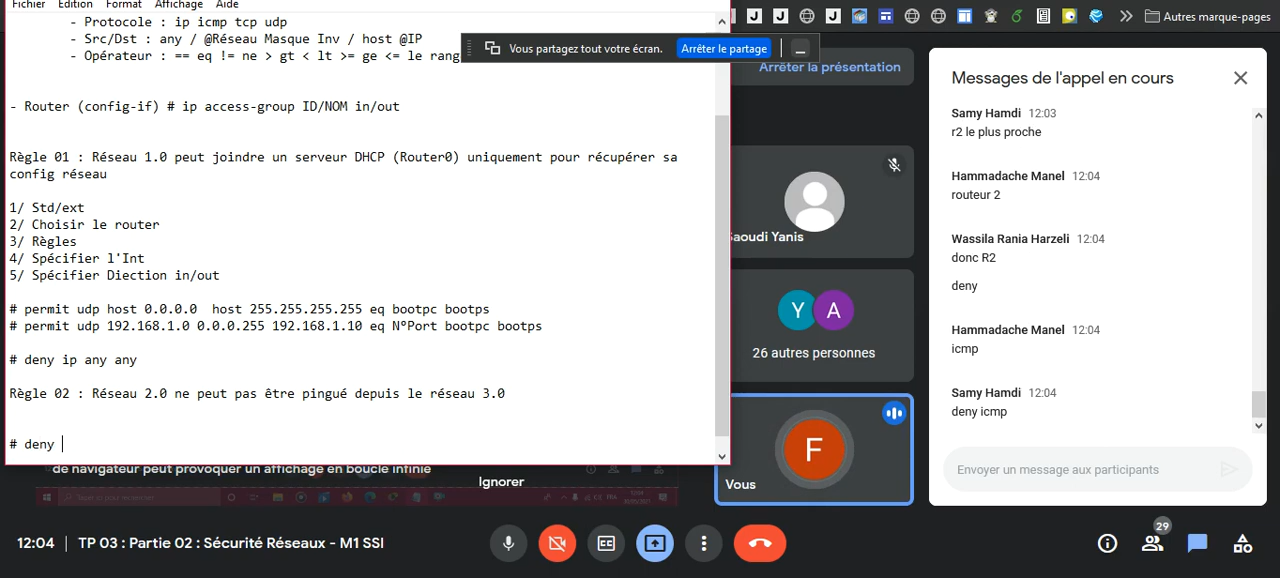 Fichier Edition Format Affichage Aide
- Protocole : ip icmp tcp udp
- Src/Dst : any / @Réseau Masque Inv / host @IP
- Opérateur : == eq != ne > gt < lt >= ge <= le rang
- Router (config-if) # ip access-group ID/NOM in/out
Règle 01 : Réseau 1.0 peut joindre un serveur DHCP (Router0) uniquement pour récupérer sa
config réseau
1/ Std/ext
2/ Choisir le router
3/ Règles
4/ Spécifier l'Int
5/ Spécifier Diection in/out
# permit udp host 0.0.0.0 host 255.255.255.255 eq bootpc bootps
# permit udp 192.168.1.0 0.0.0.255 192.168.1.10 eq N°Port bootpc bootps
# deny ip any any
Règle 02 : Réseau 2.0 ne peut pas être pingué depuis le réseau 3.0
# deny
Vous partagez tout votre écran. Arrêter le partage
Autres marque-pages
Arrêter la présentation
Saoudi Yanis
Y A
26 autres personnes
F
Vous
de navigateur peut provoquer un affichage en boucle infinie
Ignorer
Messages de l'appel en cours
Samy Hamdi 12:03
r2 le plus proche
Hammadache Manel 12:04
routeur 2
Wassila Rania Harzeli 12:04
donc R2
deny
Hammadache Manel 12:04
icmp
Samy Hamdi 12:04
deny icmp
Envoyer un message aux participants
12:04 | TP 03 : Partie 02 : Sécurité Réseaux - M1 SSI
29